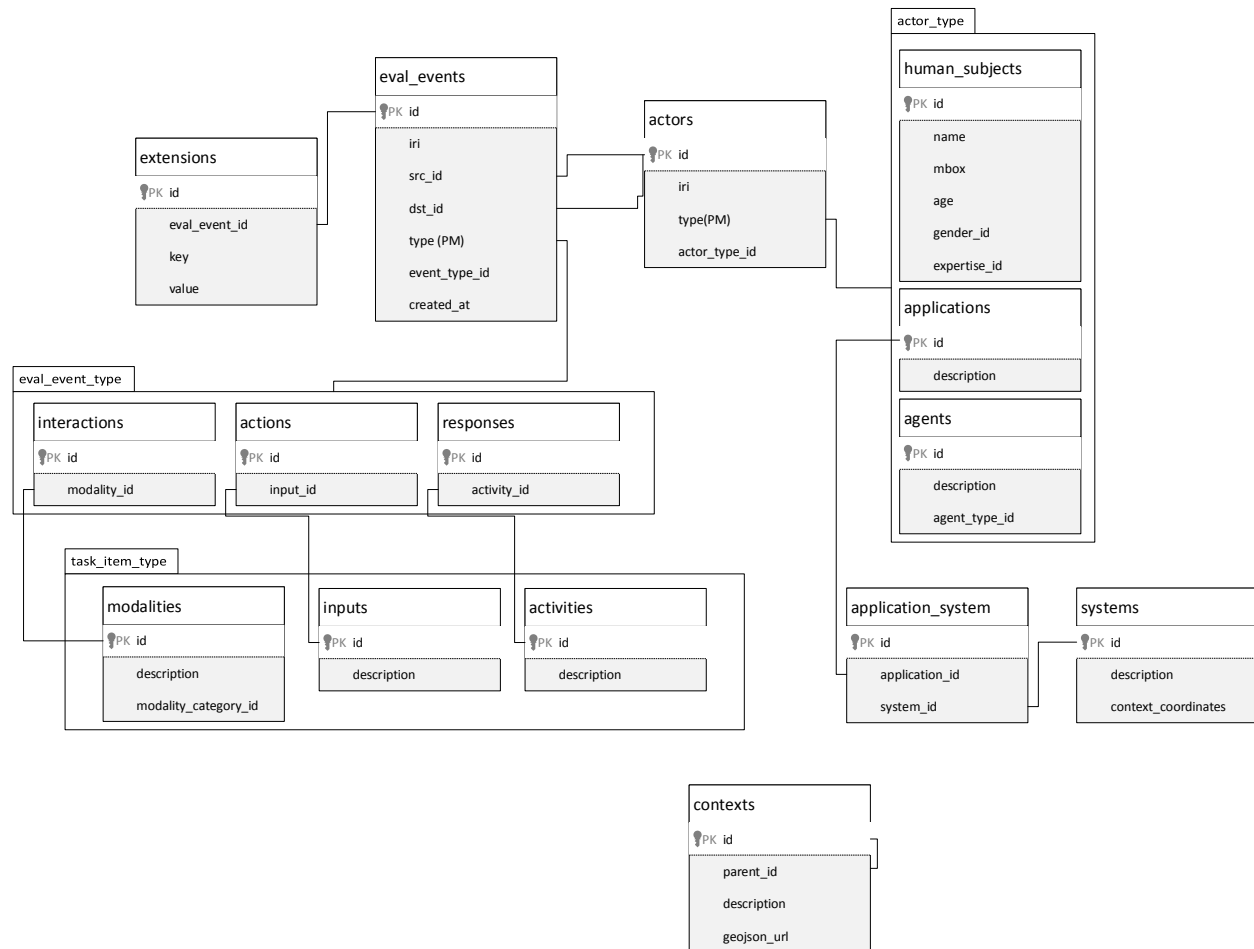 actor_type
human_subjects
PK id
name
mbox
age
gender_id
expertise_id
applications
PK id
description
agents
PK id
description
agent_type_id
eval_events
PK id
iri
src_id
dst_id
type (PM)
event_type_id
created_at
actors
PK id
iri
type(PM)
actor_type_id
extensions
PK id
eval_event_id
key
value
eval_event_type
interactions
PK id
modality_id
actions
PK id
input_id
responses
PK id
activity_id
task_item_type
modalities
PK id
description
modality_category_id
inputs
PK id
description
activities
PK id
description
application_system
PK id
application_id
system_id
systems
PK id
description
context_coordinates
contexts
PK id
parent_id
description
geojson_url